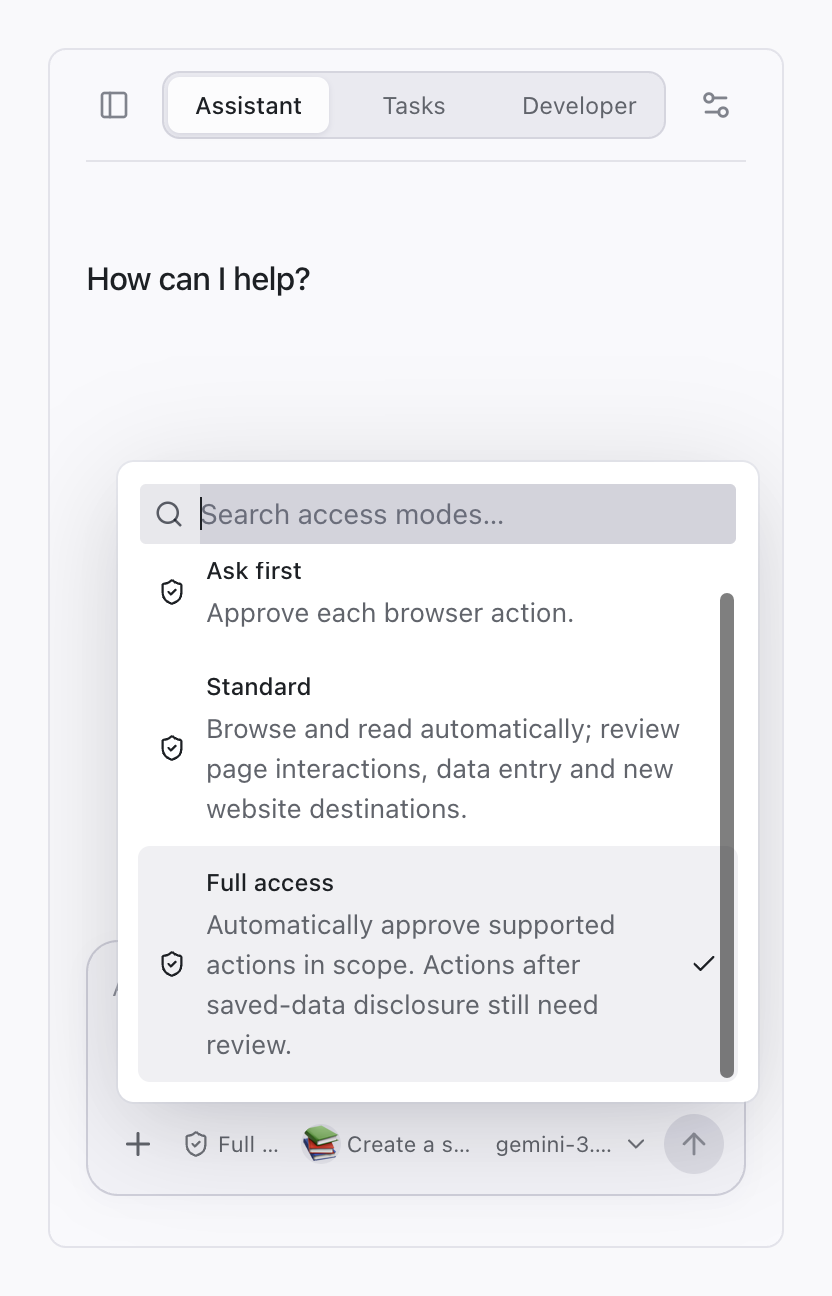 Assistant
Tasks
Developer
How can I help?
Search access modes...
Ask first
Approve each browser action.
Standard
Browse and read automatically; review
page interactions, data entry and new
website destinations.
Full access
Automatically approve supported
actions in scope. Actions after
saved-data disclosure still need
review.
Full ...
Create a s...
gemini-3....